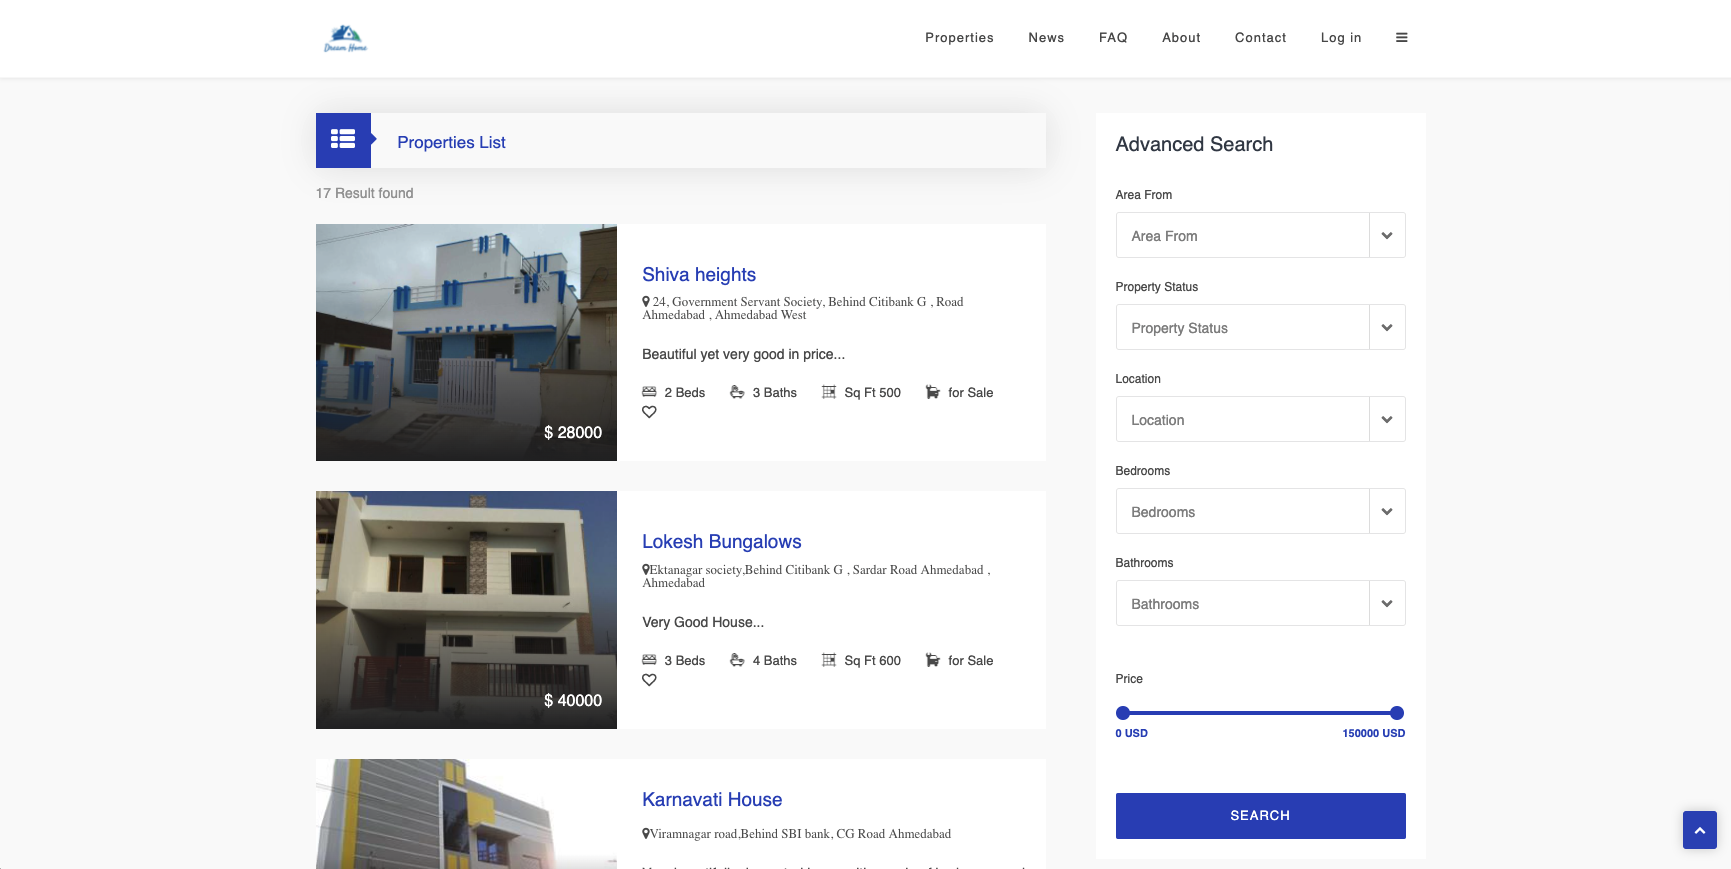 Dream Home
Properties
News
FAQ
About
Contact
Log in
Properties List
17 Result found
$ 28000
Shiva heights
24, Government Servant Society, Behind Citibank G , Road
Ahmedabad , Ahmedabad West
Beautiful yet very good in price...
2 Beds
3 Baths
Sq Ft 500
for Sale
$ 40000
Lokesh Bungalows
Ektanagar society,Behind Citibank G , Sardar Road Ahmedabad ,
Ahmedabad
Very Good House...
3 Beds
4 Baths
Sq Ft 600
for Sale
Karnavati House
Viramnagar road,Behind SBI bank, CG Road Ahmedabad
Advanced Search
Area From
Area From
Property Status
Property Status
Location
Location
Bedrooms
Bedrooms
Bathrooms
Bathrooms
Price
0 USD
150000 USD
SEARCH